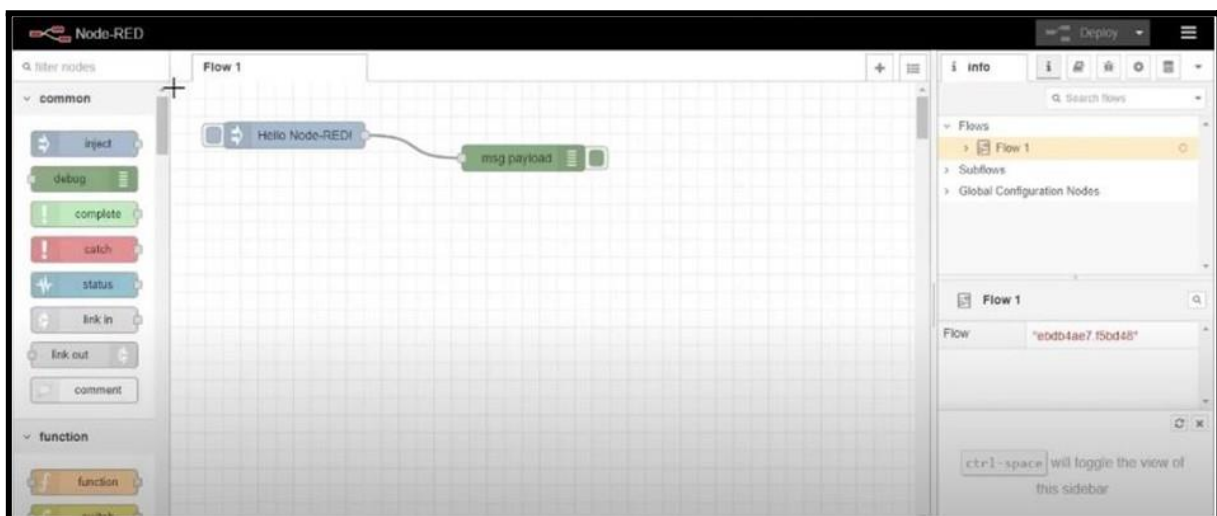 Node-RED
Deploy
filter nodes
Flow 1
info
i
Search flows
common
inject
debug
complete
catch
status
link in
link out
comment
function
function
Hello Node-RED!
msg payload
Flows
Flow 1
Subflows
Global Configuration Nodes
Flow 1
Flow
"ebdb4ae7.f5bd48"
ctrl-space will toggle the view of
this sidebar